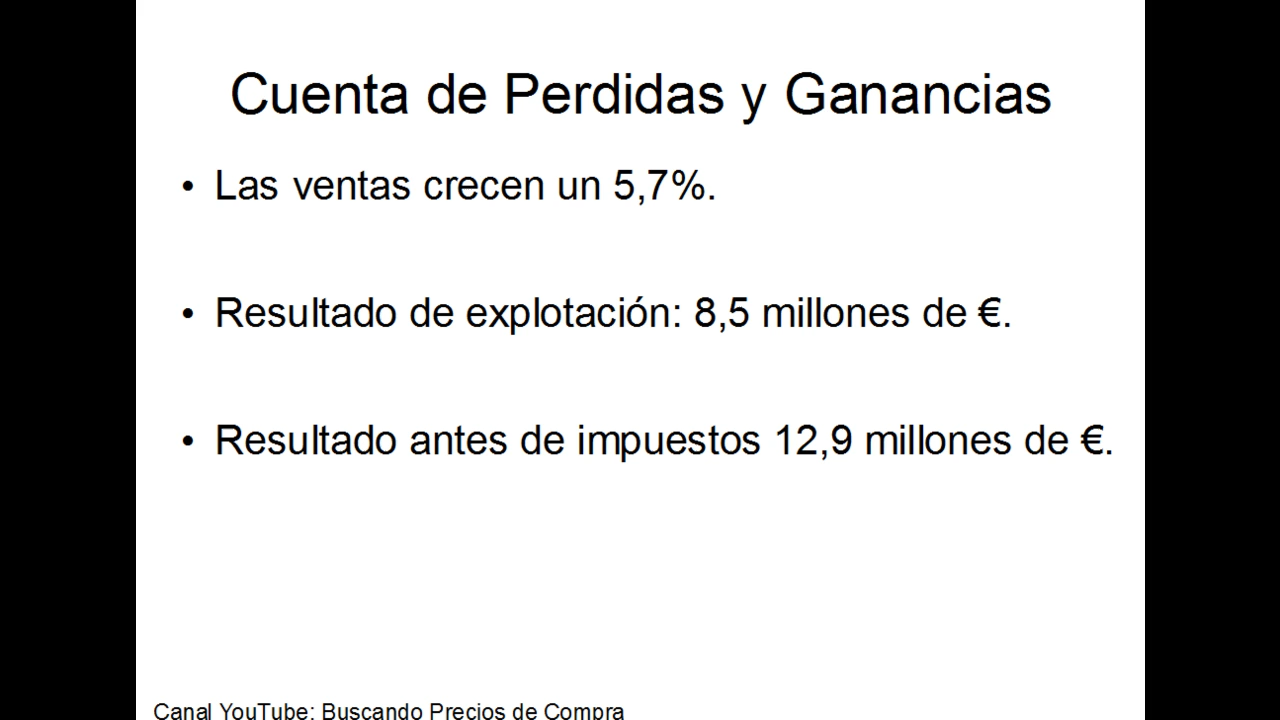 Cuenta de Perdidas y Ganancias
• Las ventas crecen un 5,7%.
• Resultado de explotación: 8,5 millones de €.
• Resultado antes de impuestos 12,9 millones de €.
Canal YouTube: Buscando Precios de Compra